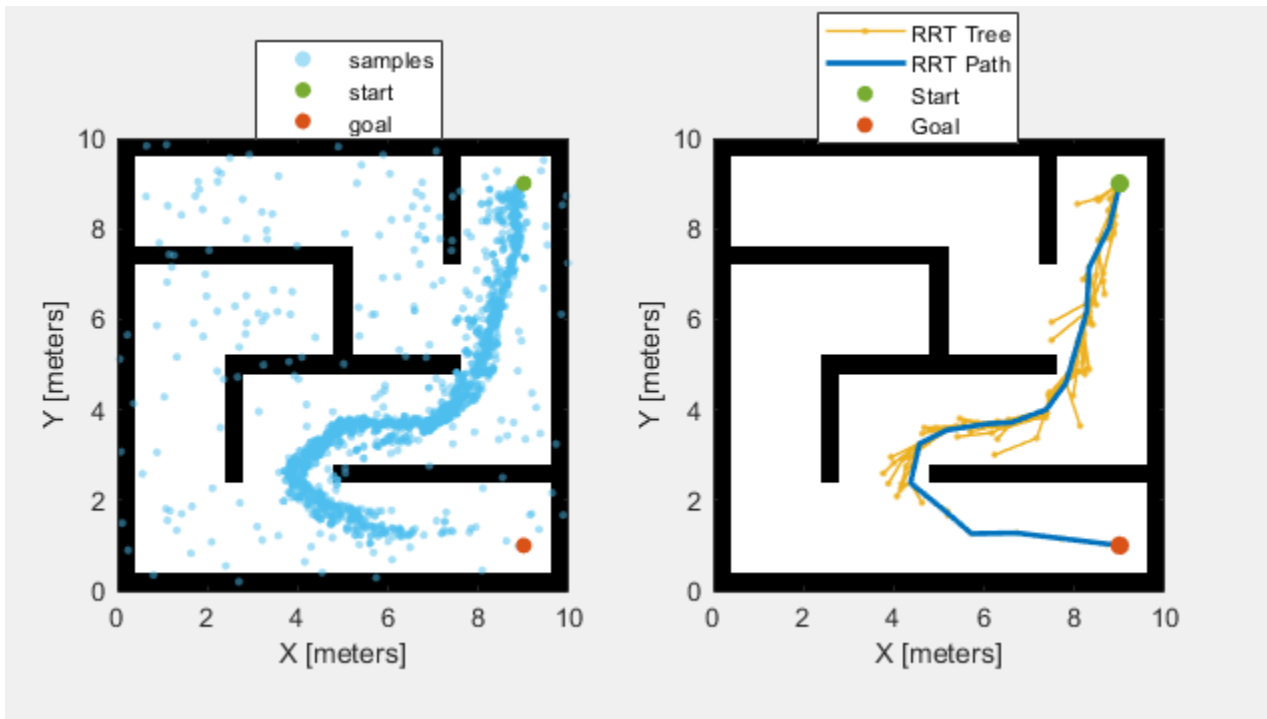 samples
start
goal
10
8
6
4
2
0
Y [meters]
0 2 4 6 8 10
X [meters]
RRT Tree
RRT Path
Start
Goal
10
8
6
4
2
0
Y [meters]
0 2 4 6 8 10
X [meters]